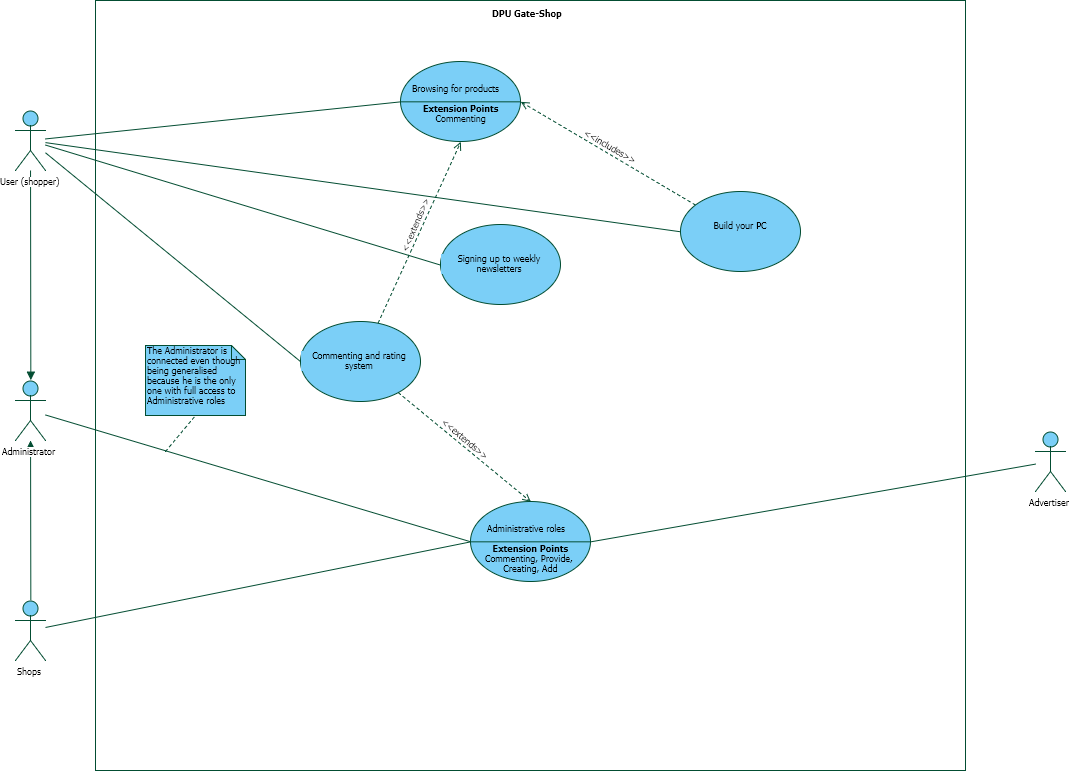 DPU Gate-Shop
Browsing for products
Extension Points
Commenting
<<includes>>
User (shopper)
<<extends>>
Build your PC
Signing up to weekly
newsletters
Commenting and rating
system
The Administrator is
connected even though
being generalised
because he is the only
one with full access to
Administrative roles
<<extends>>
Administrator
Advertiser
Administrative roles
Extension Points
Commenting, Provide,
Creating, Add
Shops